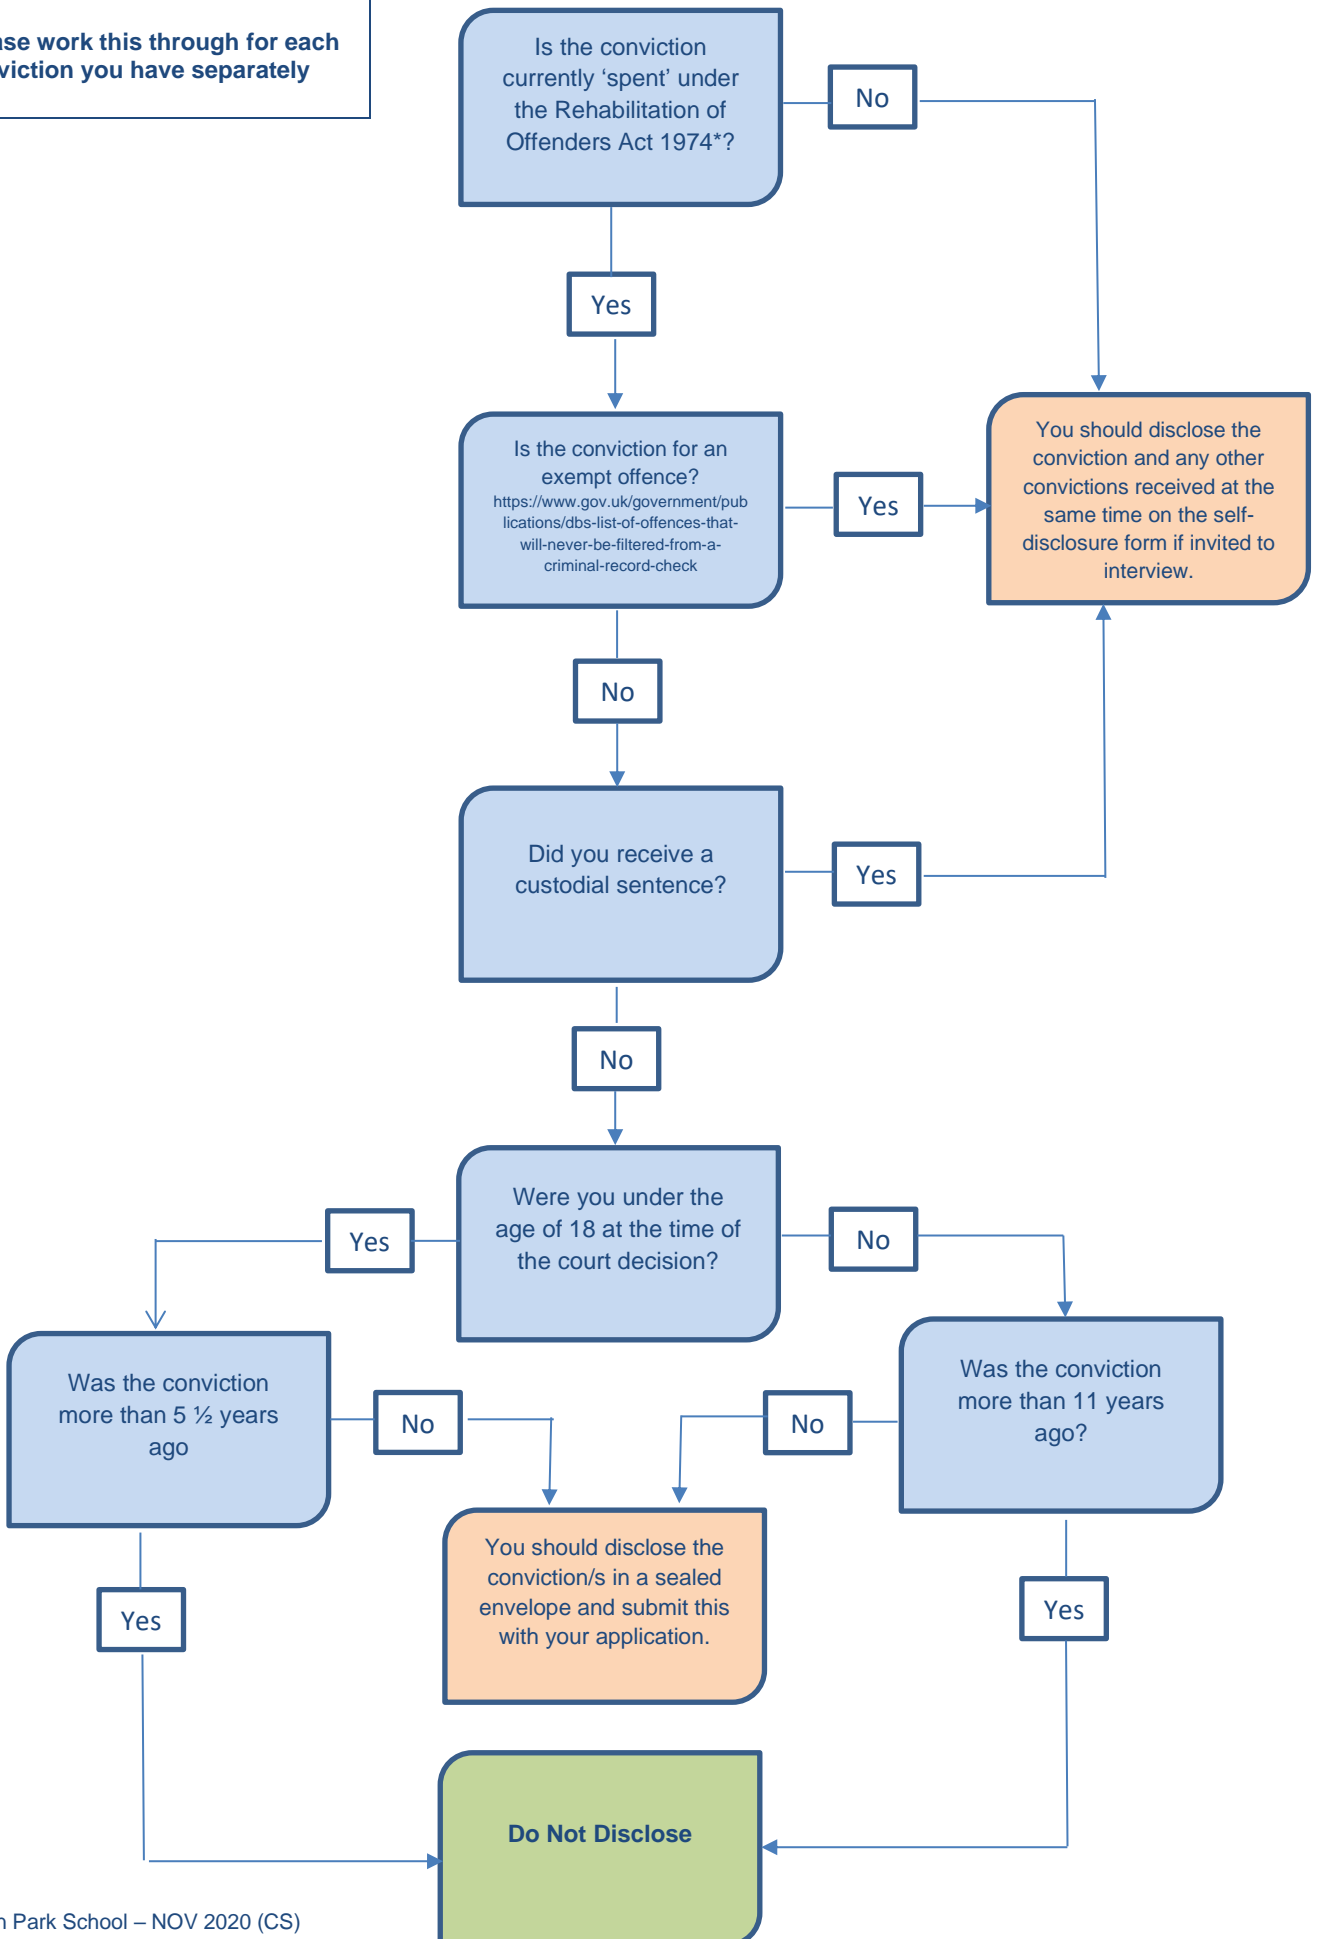 work this through for each
you have separately
Is the conviction
currently ‘spent’ under
the Rehabilitation of
Offenders Act 1974*?
No
Yes
Is the conviction for an
exempt offence?
https://www.gov.uk/government/pub
lications/dbs-list-of-offences-that-
will-never-be-filtered-from-a-
criminal-record-check
Yes
You should disclose the
conviction and any other
convictions received at the
same time on the self-
disclosure form if invited to
interview.
No
Did you receive a
custodial sentence?
Yes
No
Were you under the
age of 18 at the time of
the court decision?
Yes
No
Was the conviction
more than 5 ½ years
ago
No
Was the conviction
more than 11 years
ago?
No
You should disclose the
conviction/s in a sealed
envelope and submit this
with your application.
Yes
Yes
Do Not Disclose
Park School – NOV 2020 (CS)